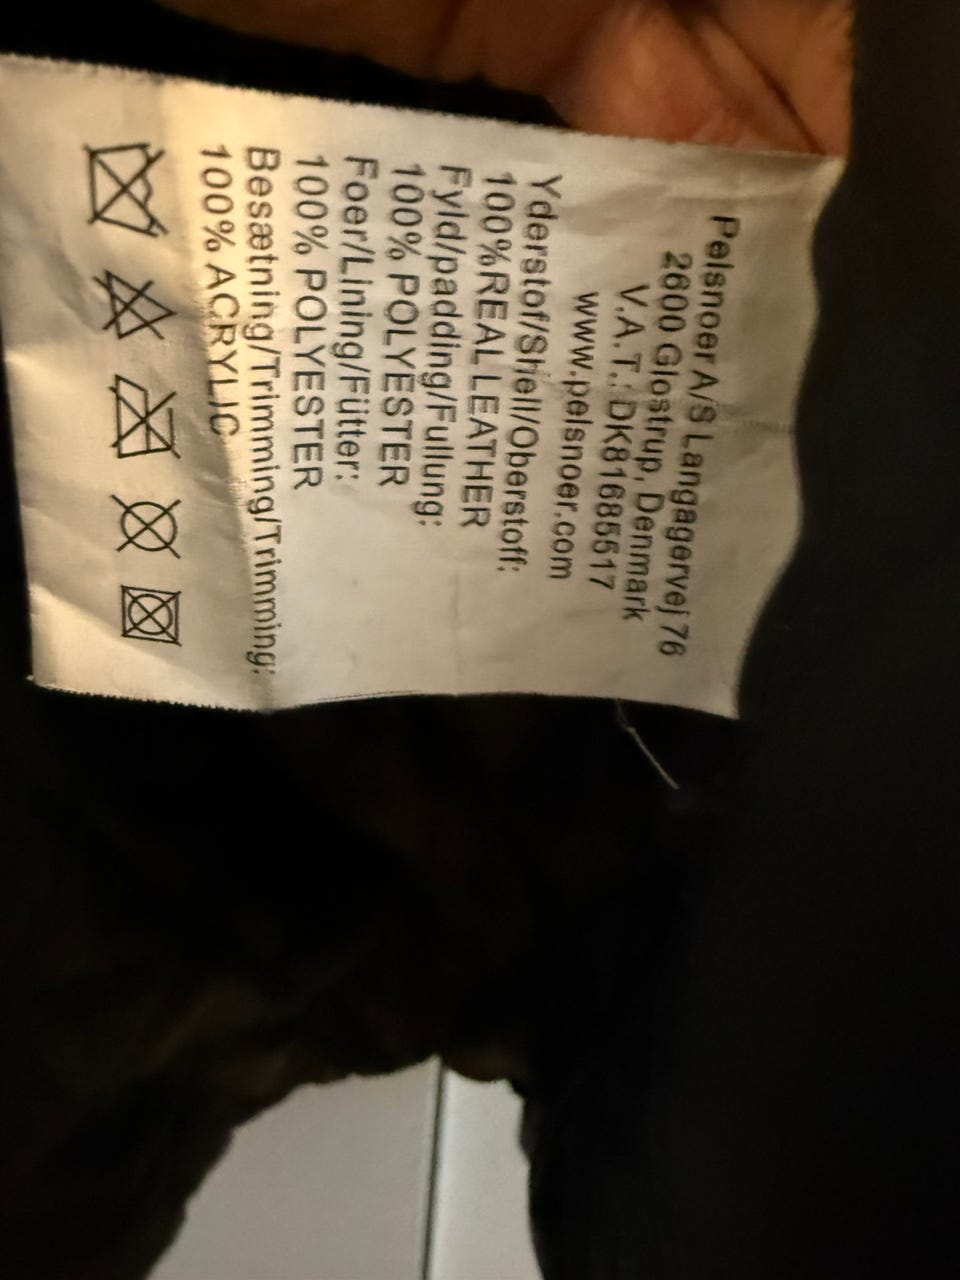 Pelsnoer A/S Langagervej 76
2600 Glostrup, Denmark
V.A.T.: DK81685517
www.pelsnoer.com
Yderstof/Shell/Oberstoff:
100%REAL LEATHER
Fyld/padding/Fullung:
100% POLYESTER
Foer/Lining/Fütter:
100% POLYESTER
Besætning/Trimming/Trimming:
100% ACRYLIC